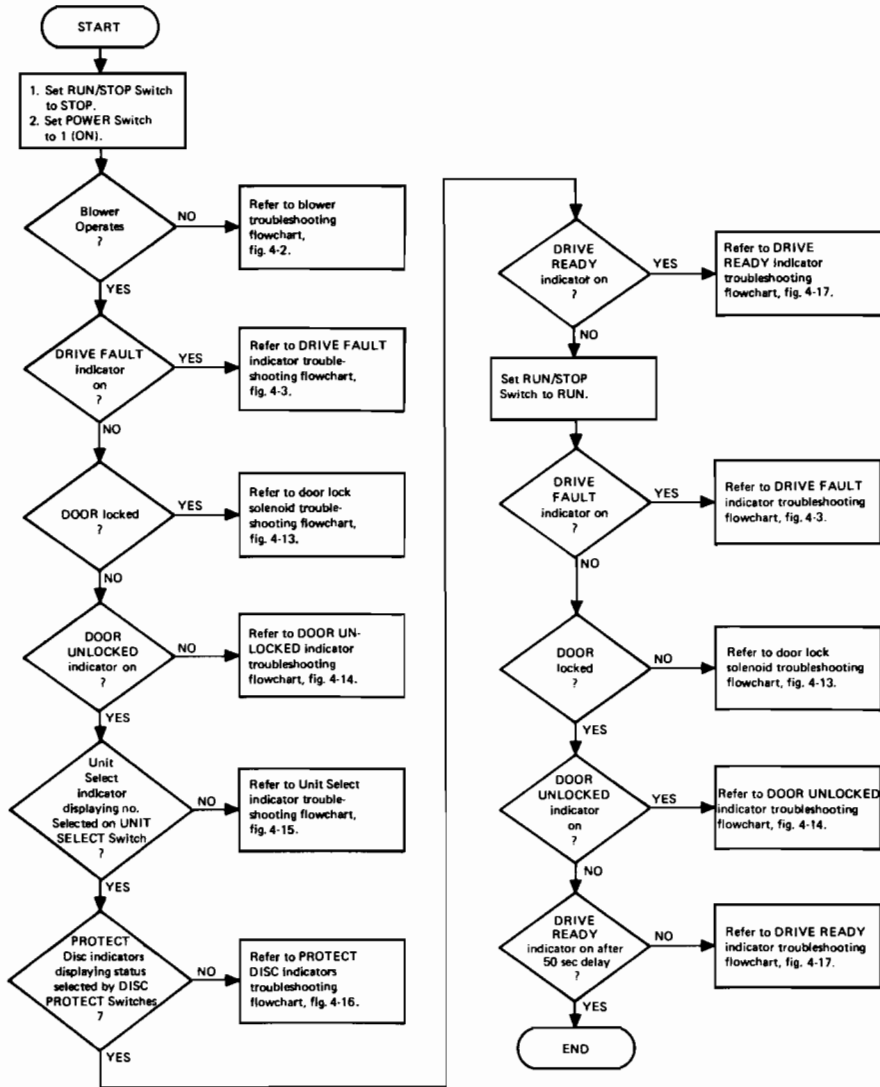 START
1. Set RUN/STOP Switch
to STOP.
2. Set POWER Switch
to 1 (ON).
Blower
Operates
?
NO
Refer to blower
troubleshooting
flowchart,
fig. 4-2.
YES
DRIVE FAULT
indicator
on
?
YES
Refer to DRIVE FAULT
indicator trouble-
shooting flowchart,
fig. 4-3.
NO
DOOR locked
?
YES
Refer to door lock
solenoid trouble-
shooting flowchart,
fig. 4-13.
NO
DOOR
UNLOCKED
indicator on
?
NO
Refer to DOOR UN-
LOCKED indicator
troubleshooting
flowchart, fig. 4-14.
YES
Unit
Select
indicator
displaying no.
Selected on UNIT
SELECT Switch
?
NO
Refer to Unit Select
indicator trouble-
shooting flowchart,
fig. 4-15.
YES
PROTECT
Disc indicators
displaying status
selected by DISC
PROTECT Switches
?
NO
Refer to PROTECT
DISC indicators
troubleshooting
flowchart, fig. 4-16.
YES
DRIVE
READY
indicator on
?
YES
Refer to DRIVE
READY indicator
troubleshooting
flowchart, fig. 4-17.
NO
Set RUN/STOP
Switch to RUN.
DRIVE
FAULT
indicator on
?
YES
Refer to DRIVE FAULT
indicator troubleshooting
flowchart, fig. 4-3.
NO
DOOR
locked
?
NO
Refer to door lock
solenoid troubleshooting
flowchart, fig. 4-13.
YES
DOOR
UNLOCKED
indicator
on
?
YES
Refer to DOOR UNLOCKED
indicator troubleshooting
flowchart, fig. 4-14.
NO
DRIVE
READY
indicator on after
50 sec delay
?
NO
Refer to DRIVE READY
indicator troubleshooting
flowchart, fig. 4-17.
YES
END